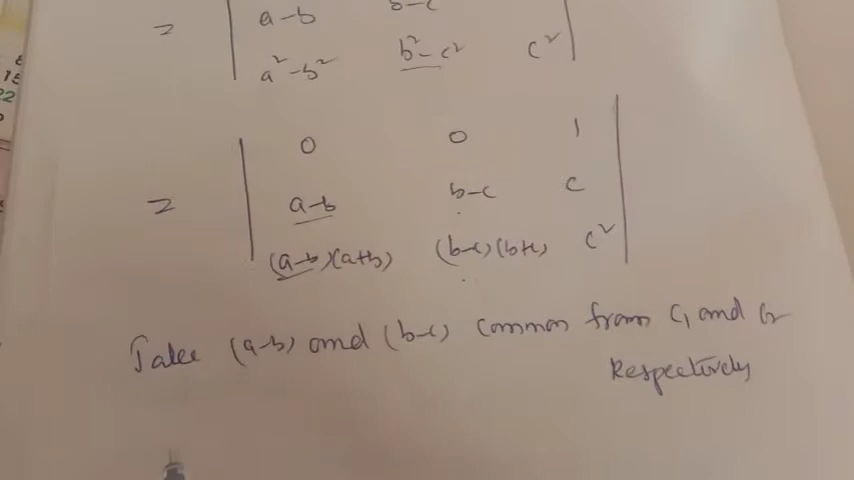 = | a-b b-c
a²-b² b²-c² c² |
| 0 0 1 |
= | a-b b-c c |
| (a-b)(a+b) (b-c)(b+c) c² |
Take (a-b) and (b-c) common from C₁ and C₂
Respectively